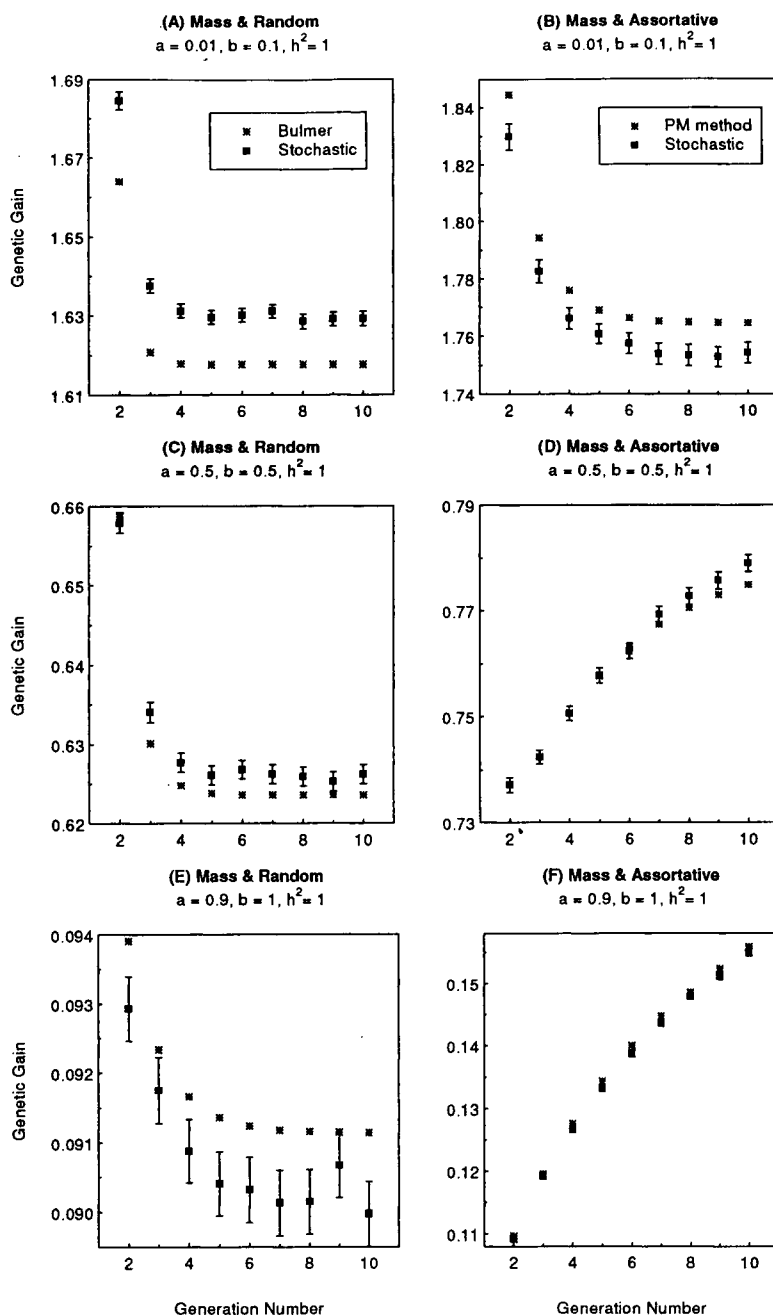 (A) Mass & Random
a = 0.01, b = 0.1, h²= 1
1.69
1.67
1.65
1.63
1.61
Genetic Gain
Bulmer
Stochastic
2 4 6 8 10
(B) Mass & Assortative
a = 0.01, b = 0.1, h²= 1
1.84
1.82
1.80
1.78
1.76
1.74
PM method
Stochastic
2 4 6 8 10
(C) Mass & Random
a = 0.5, b = 0.5, h²= 1
0.66
0.65
0.64
0.63
0.62
Genetic Gain
2 4 6 8 10
(D) Mass & Assortative
a = 0.5, b = 0.5, h²= 1
0.79
0.77
0.75
0.73
2 4 6 8 10
(E) Mass & Random
a = 0.9, b = 1, h²= 1
0.094
0.093
0.092
0.091
0.090
Genetic Gain
2 4 6 8 10
Generation Number
(F) Mass & Assortative
a = 0.9, b = 1, h²= 1
0.15
0.14
0.13
0.12
0.11
2 4 6 8 10
Generation Number